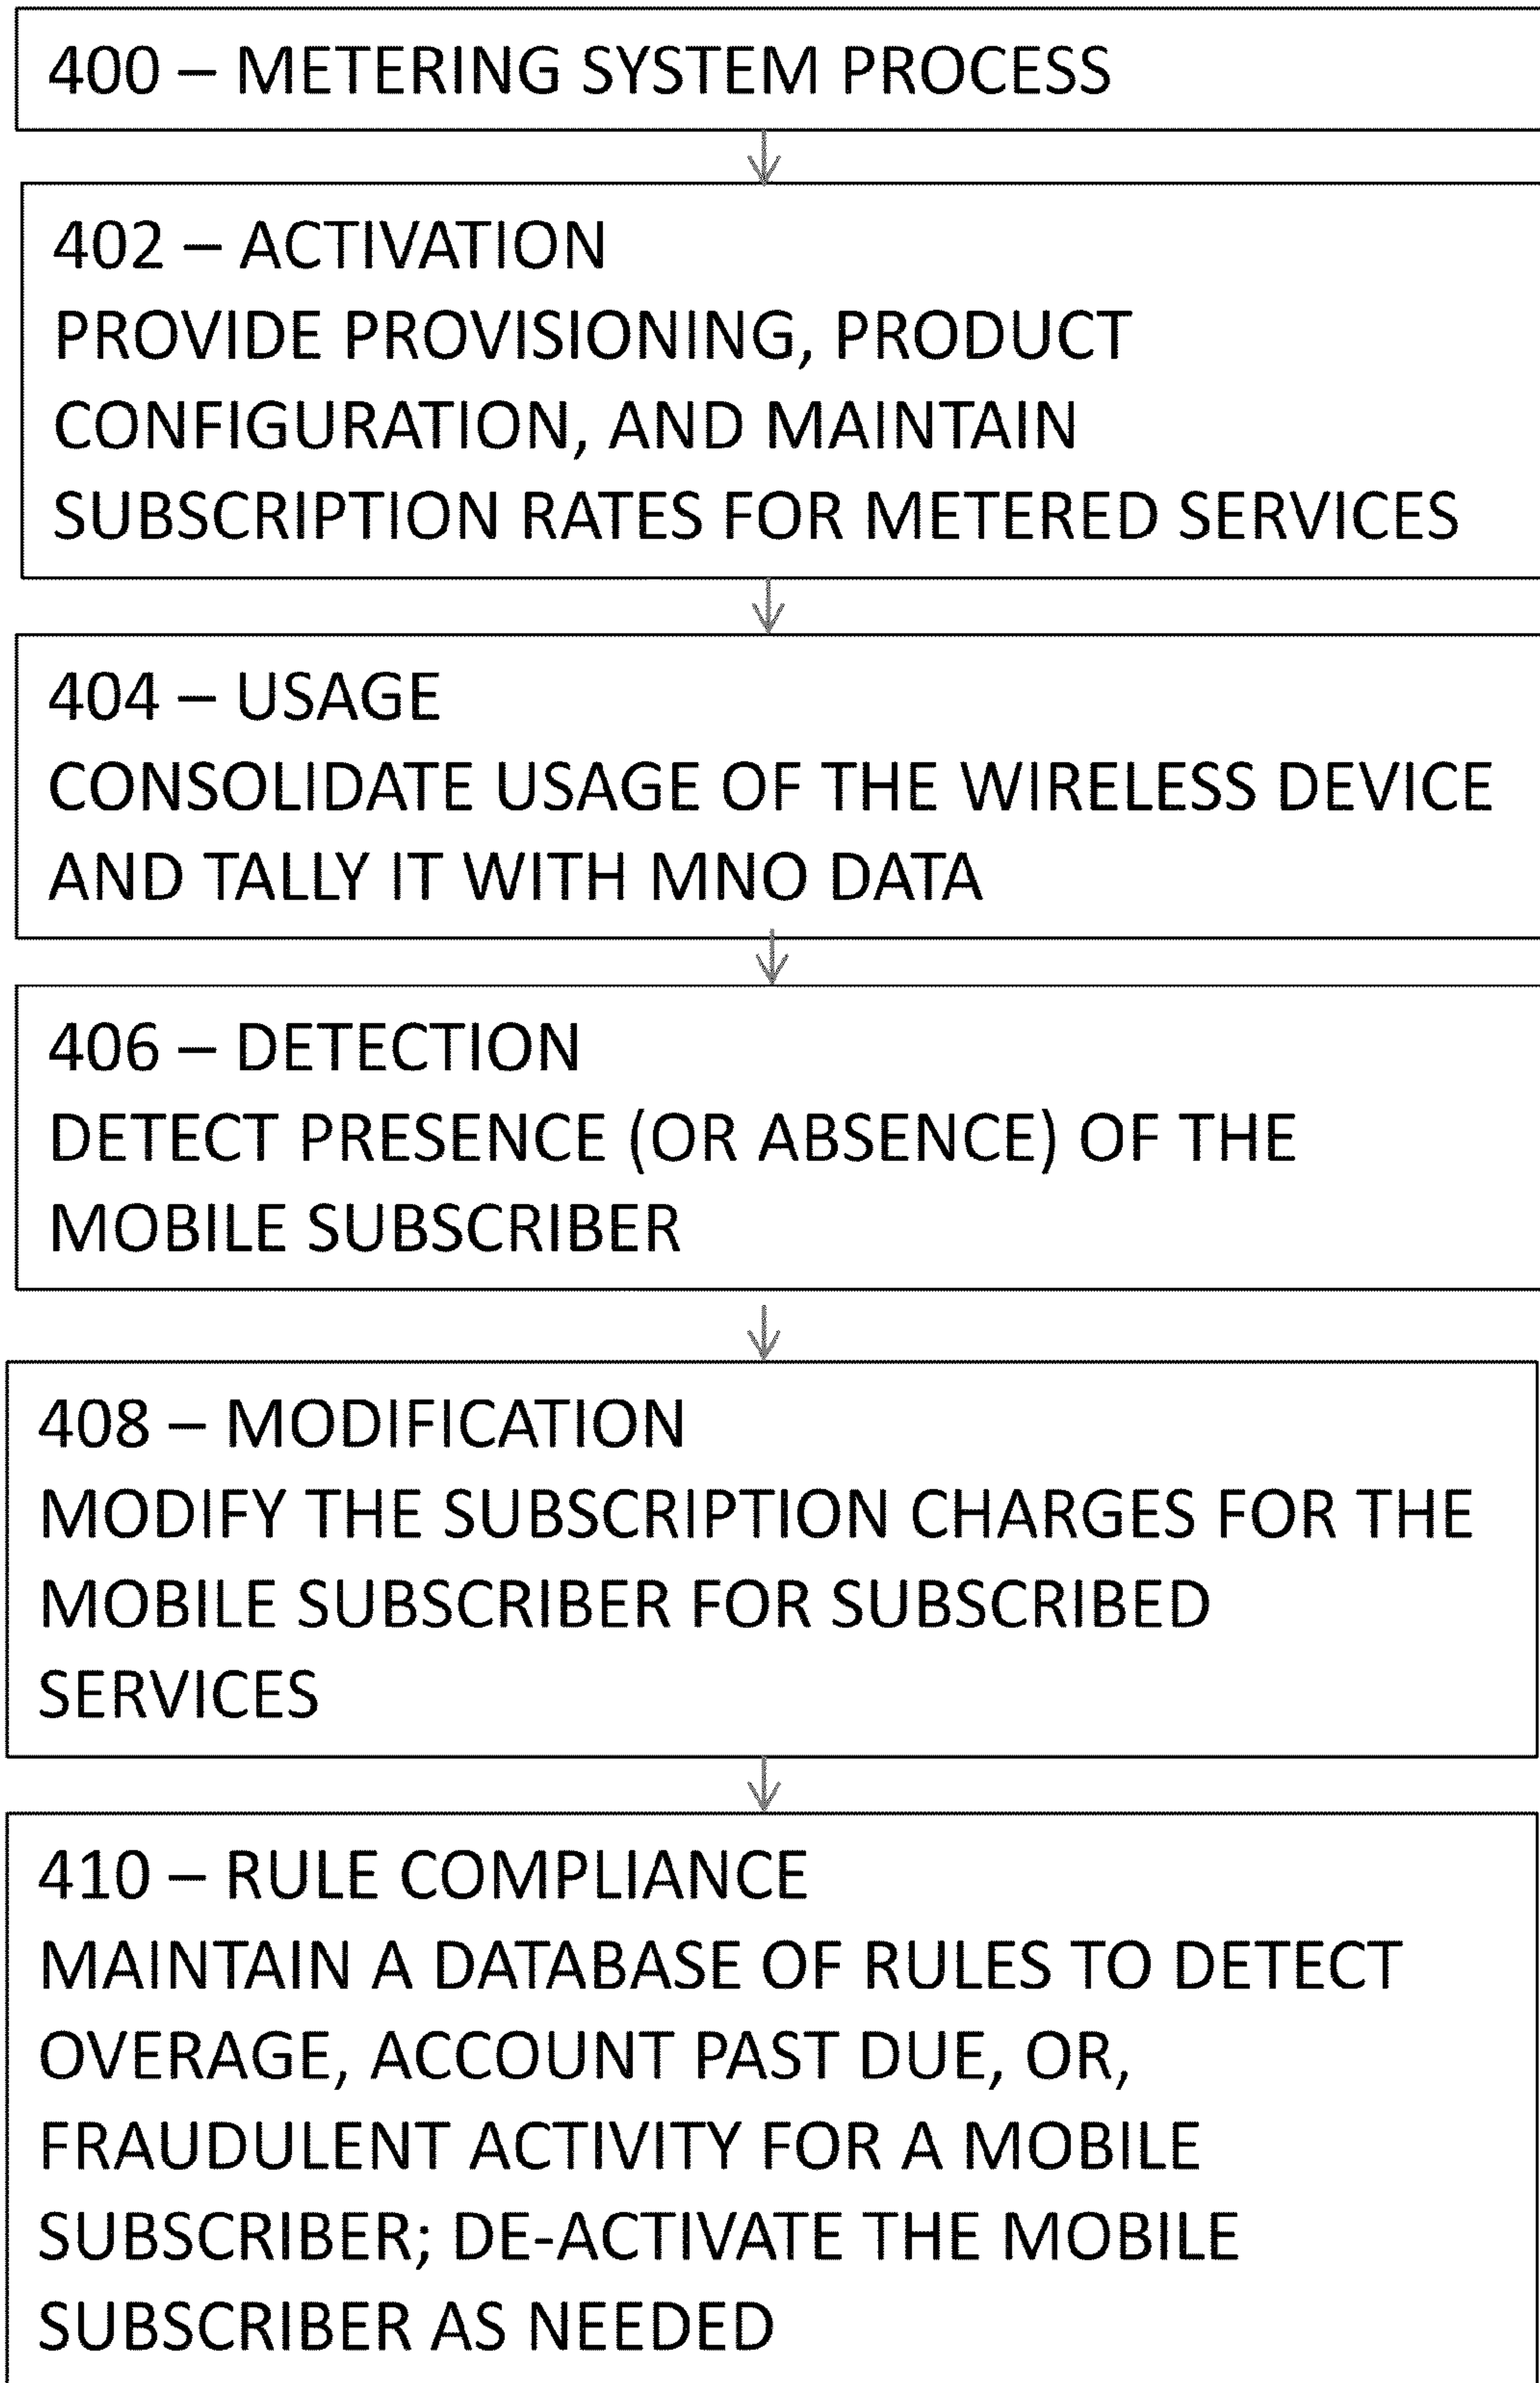 400 – METERING SYSTEM PROCESS
402 – ACTIVATION
PROVIDE PROVISIONING, PRODUCT
CONFIGURATION, AND MAINTAIN
SUBSCRIPTION RATES FOR METERED SERVICES
404 – USAGE
CONSOLIDATE USAGE OF THE WIRELESS DEVICE
AND TALLY IT WITH MNO DATA
406 – DETECTION
DETECT PRESENCE (OR ABSENCE) OF THE
MOBILE SUBSCRIBER
408 – MODIFICATION
MODIFY THE SUBSCRIPTION CHARGES FOR THE
MOBILE SUBSCRIBER FOR SUBSCRIBED
SERVICES
410 – RULE COMPLIANCE
MAINTAIN A DATABASE OF RULES TO DETECT
OVERAGE, ACCOUNT PAST DUE, OR,
FRAUDULENT ACTIVITY FOR A MOBILE
SUBSCRIBER; DE-ACTIVATE THE MOBILE
SUBSCRIBER AS NEEDED